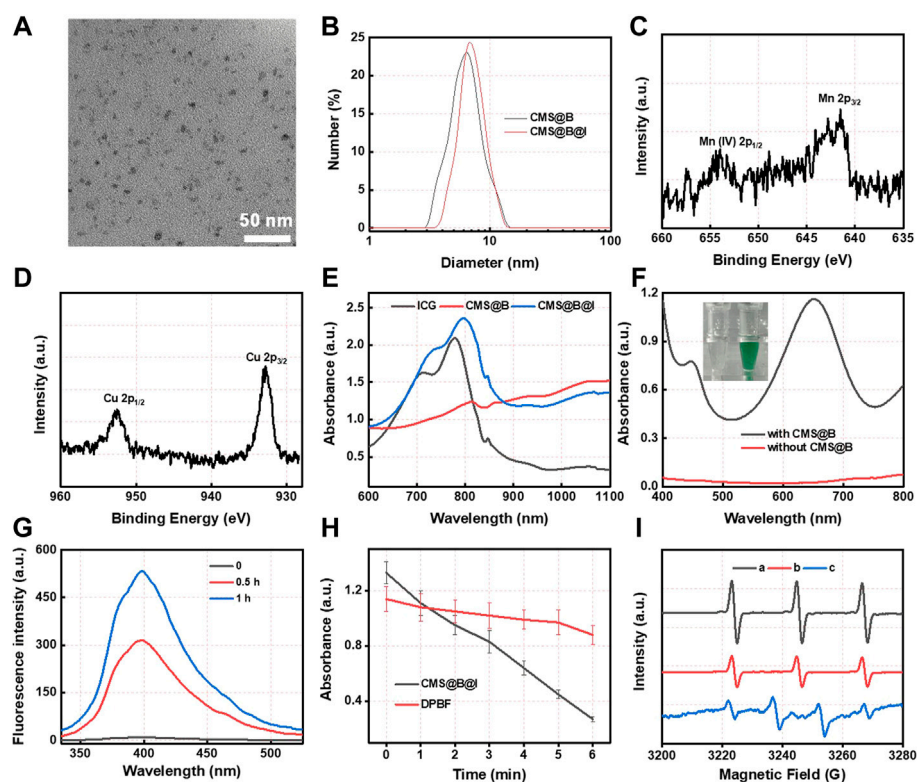 A
50 nm
B
Number (%)
25
20
15
10
5
0
CMS@B
CMS@B@I
1
10
100
Diameter (nm)
C
Intensity (a.u.)
Mn (IV) 2p1/2
Mn 2p3/2
660
655
650
645
640
635
Binding Energy (eV)
D
Intensity (a.u.)
Cu 2p1/2
Cu 2p3/2
960
950
940
930
Binding Energy (eV)
E
Absorbance (a.u.)
2.5
2.0
1.5
1.0
0.5
ICG
CMS@B
CMS@B@I
600
700
800
900
1000
1100
Wavelength (nm)
F
Absorbance (a.u.)
1.2
0.9
0.6
0.3
0.0
with CMS@B
without CMS@B
400
500
600
700
800
Wavelength (nm)
G
Fluorescence intensity (a.u.)
600
450
300
150
0
0
0.5 h
1 h
350
400
450
500
Wavelength (nm)
H
Absorbance (a.u.)
1.2
0.8
0.4
CMS@B@I
DPBF
0
1
2
3
4
5
6
Time (min)
I
Intensity (a.u.)
a
b
c
3200
3220
3240
3260
3280
Magnetic Field (G)